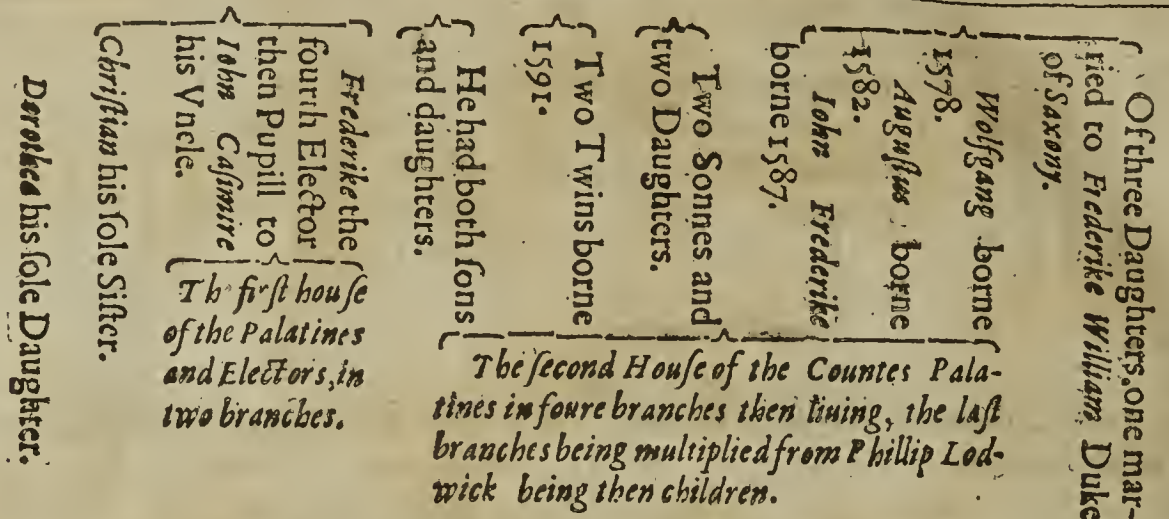 Of three Daughters, one mar-
ried to Frederike William Duke
of Saxony.
Wolfgang borne
1578.
Auguſtus borne
1582.
Iohn Frederike
borne 1587.
Two Sonnes and
two Daughters.
Two Twins borne
1591.
He had both ſons
and daughters.
Frederike the
fourth Elector
then Pupill to
Iohn Caſimire
his Vncle.
Chriſtian his ſole Siſter.
Dorothea his ſole Daughter.
The ſecond Houſe of the Countes Pala-
tines in foure branches then liuing, the laſt
branches being multiplied from Phillip Lod-
wick being then children.
Th firſt houſe
of the Palatines
and Electors, in
two branches.